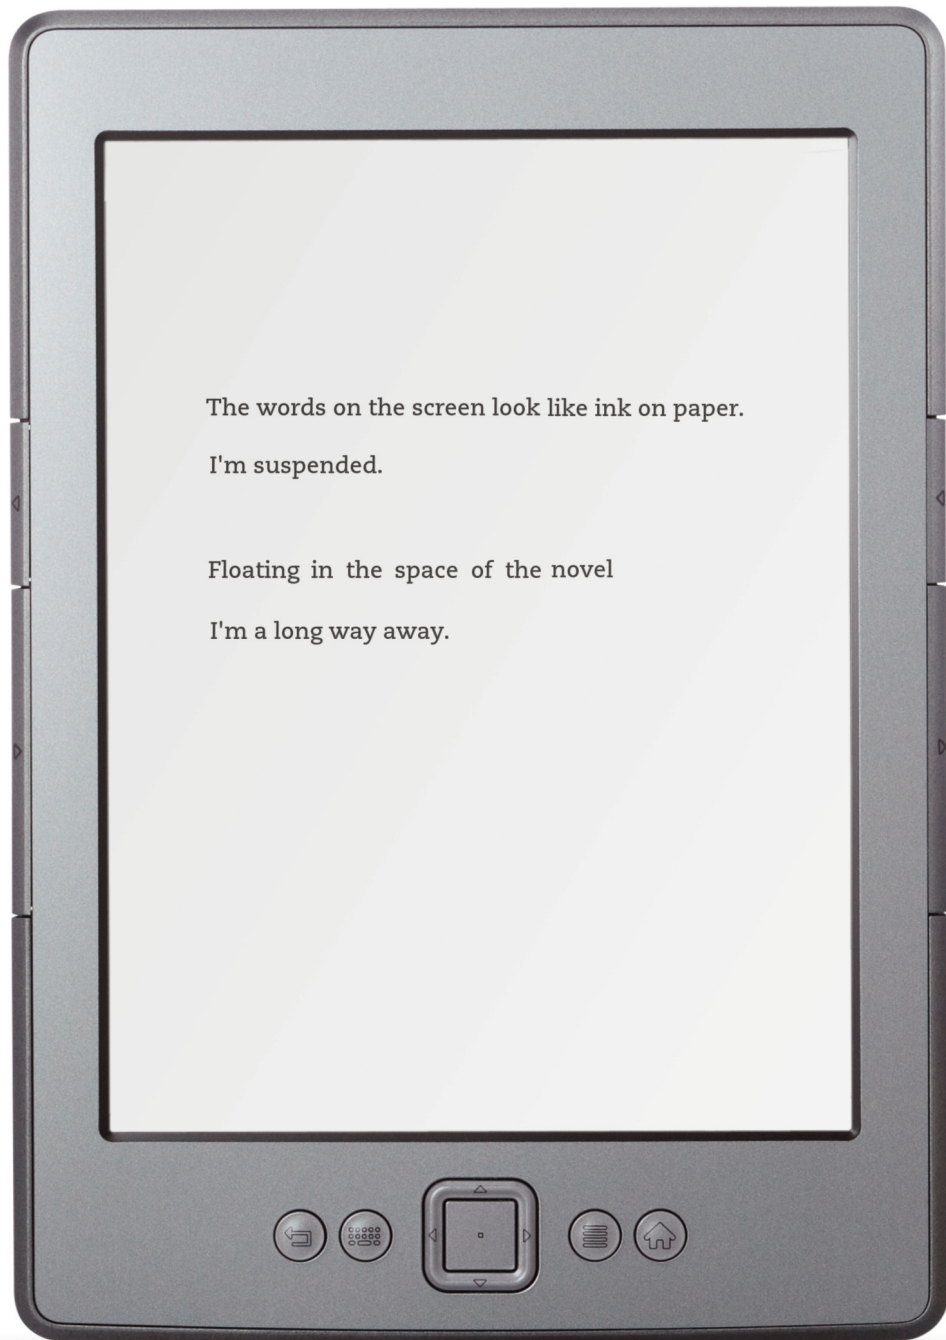 The words on the screen look like ink on paper.
I'm suspended.
Floating in the space of the novel
I'm a long way away.